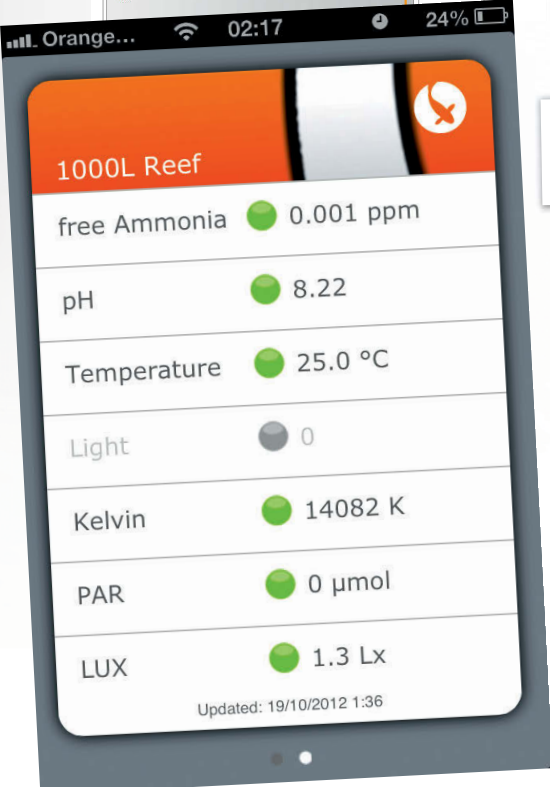 Orange... 02:17 24%
1000L Reef
free Ammonia 0.001 ppm
pH 8.22
Temperature 25.0 °C
Light 0
Kelvin 14082 K
PAR 0 µmol
LUX 1.3 Lx
Updated: 19/10/2012 1:36